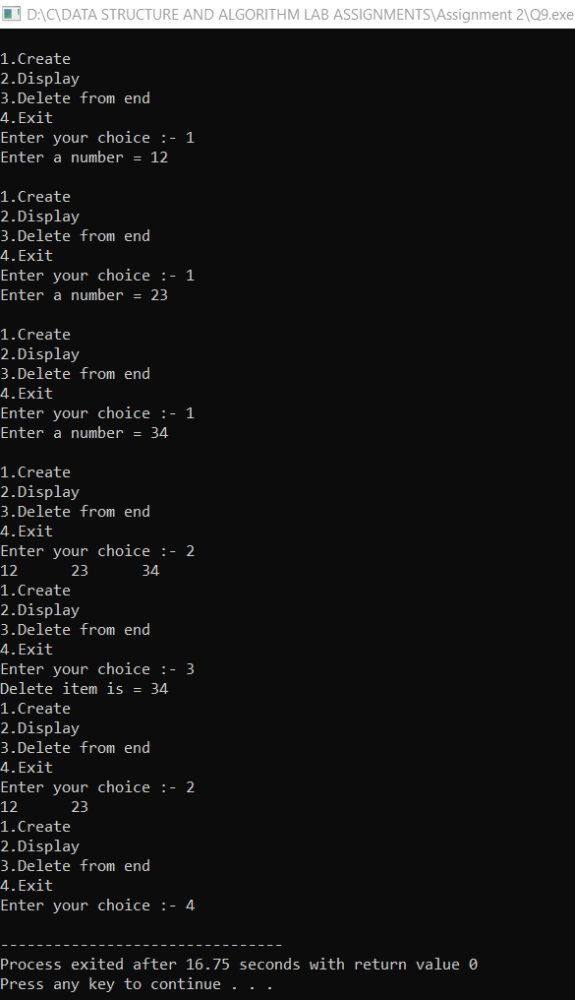 D:\C\DATA STRUCTURE AND ALGORITHM LAB ASSIGNMENTS\Assignment 2\Q9.exe
1.Create
2.Display
3.Delete from end
4.Exit
Enter your choice :- 1
Enter a number = 12
1.Create
2.Display
3.Delete from end
4.Exit
Enter your choice :- 1
Enter a number = 23
1.Create
2.Display
3.Delete from end
4.Exit
Enter your choice :- 1
Enter a number = 34
1.Create
2.Display
3.Delete from end
4.Exit
Enter your choice :- 2
12      23      34
1.Create
2.Display
3.Delete from end
4.Exit
Enter your choice :- 3
Delete item is = 34
1.Create
2.Display
3.Delete from end
4.Exit
Enter your choice :- 2
12      23
1.Create
2.Display
3.Delete from end
4.Exit
Enter your choice :- 4
--------------------------------
Process exited after 16.75 seconds with return value 0
Press any key to continue . . .